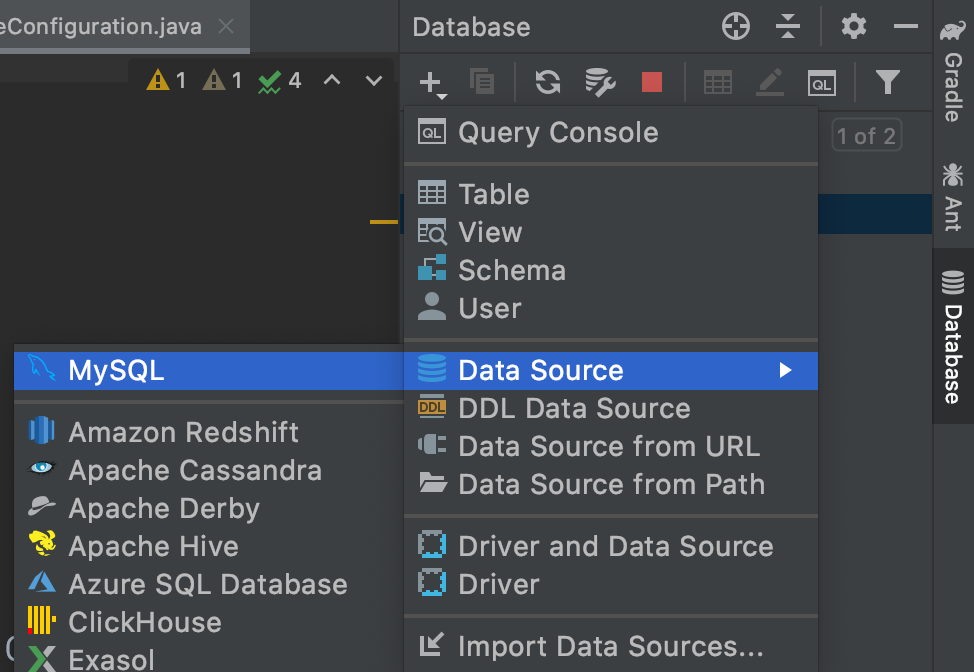 eConfiguration.java
Database
1 1 4
QL
Query Console
1 of 2
Table
View
Schema
User
Data Source
DDL Data Source
Data Source from URL
Data Source from Path
Driver and Data Source
Driver
Import Data Sources...
MySQL
Amazon Redshift
Apache Cassandra
Apache Derby
Apache Hive
Azure SQL Database
ClickHouse
Exasol
Gradle
Ant
Database